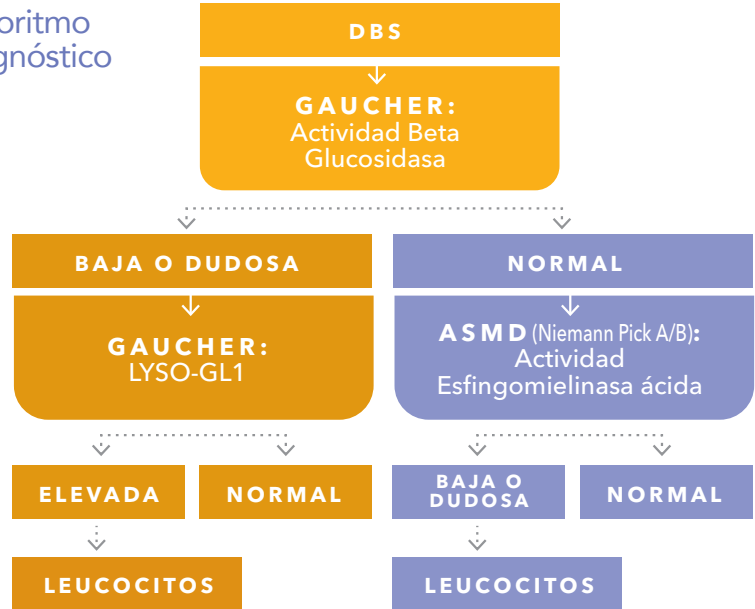 oritmo
gnóstico
DBS
GAUCHER:
Actividad Beta
Glucosidasa
BAJA O DUDOSA
NORMAL
GAUCHER:
LYSO-GL1
ASMD (Niemann Pick A/B):
Actividad
Esfingomielinasa ácida
ELEVADA
NORMAL
BAJA O
DUDOSA
NORMAL
LEUCOCITOS
LEUCOCITOS